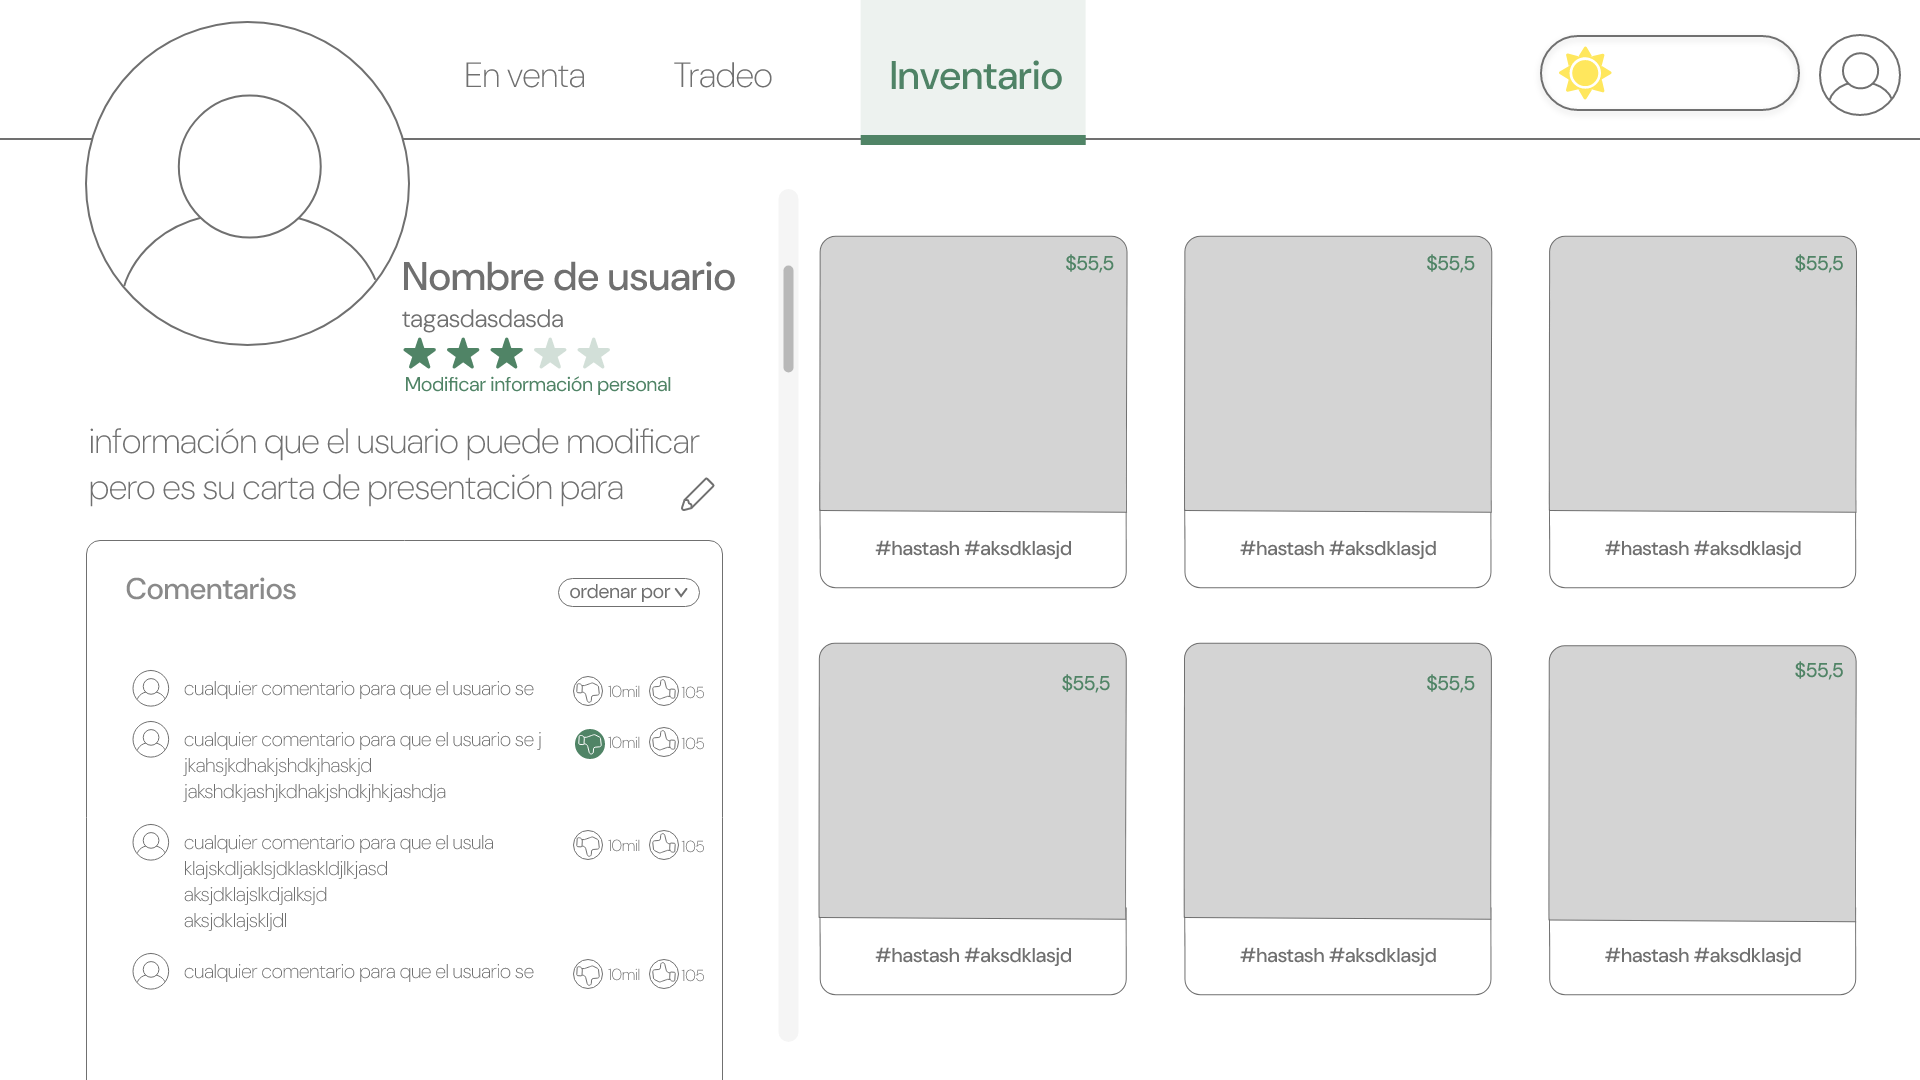 En venta
Tradeo
Inventario
Nombre de usuario
tagasdasdasda
Modificar información personal
información que el usuario puede modificar
pero es su carta de presentación para
Comentarios
ordenar por
cualquier comentario para que el usuario se
10mil
105
cualquier comentario para que el usuario se j
jkahsjkdhakjshdkjhaskjd
jakshdkjashjkdhakjshdkjhkjashdja
10mil
105
cualquier comentario para que el usula
klajskdljaklsjdklaskldjlkjasd
aksjdklajslkdjalksjd
aksjdklajskljdl
10mil
105
cualquier comentario para que el usuario se
10mil
105
$55,5
$55,5
$55,5
#hastash #aksdklasjd
#hastash #aksdklasjd
#hastash #aksdklasjd
$55,5
$55,5
$55,5
#hastash #aksdklasjd
#hastash #aksdklasjd
#hastash #aksdklasjd